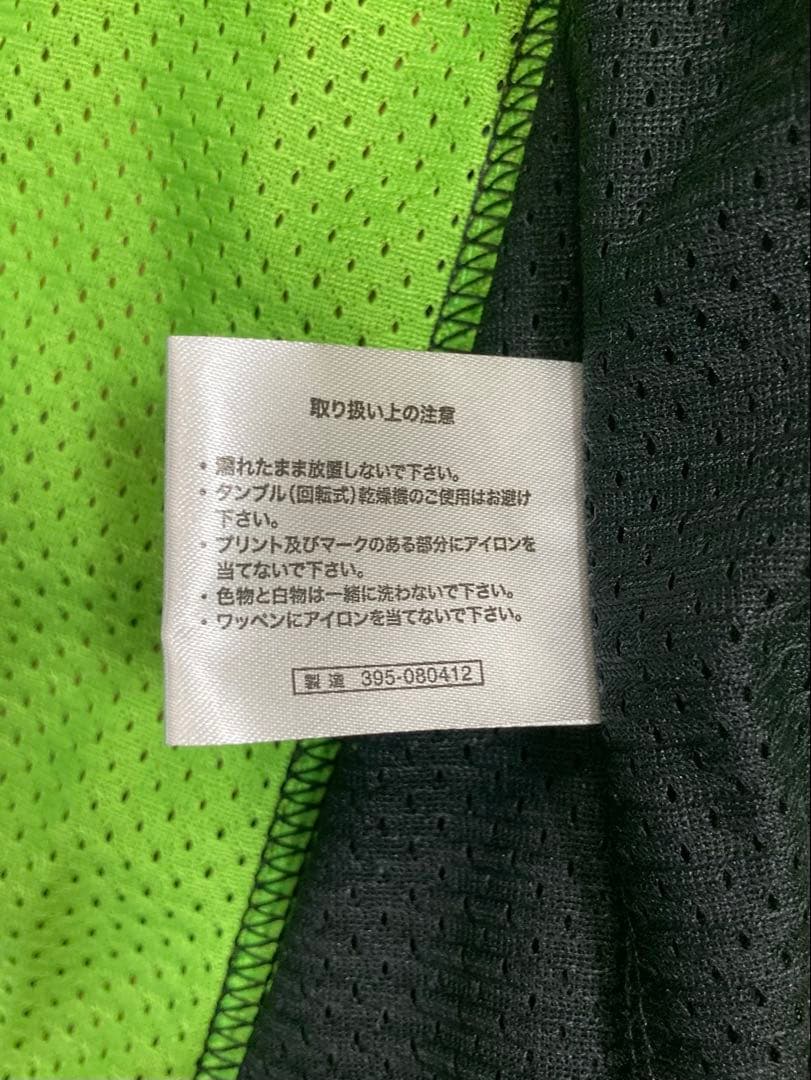 取り扱い上の注意
・濡れたまま放置しないで下さい。
・タンブル(回転式)乾燥機のご使用はお避け
下さい。
・プリント及びマークのある部分にアイロンを
当てないで下さい。
・色物と白物は一緒に洗わないで下さい。
・ワッペンにアイロンを当てないで下さい。
製造 395-080412